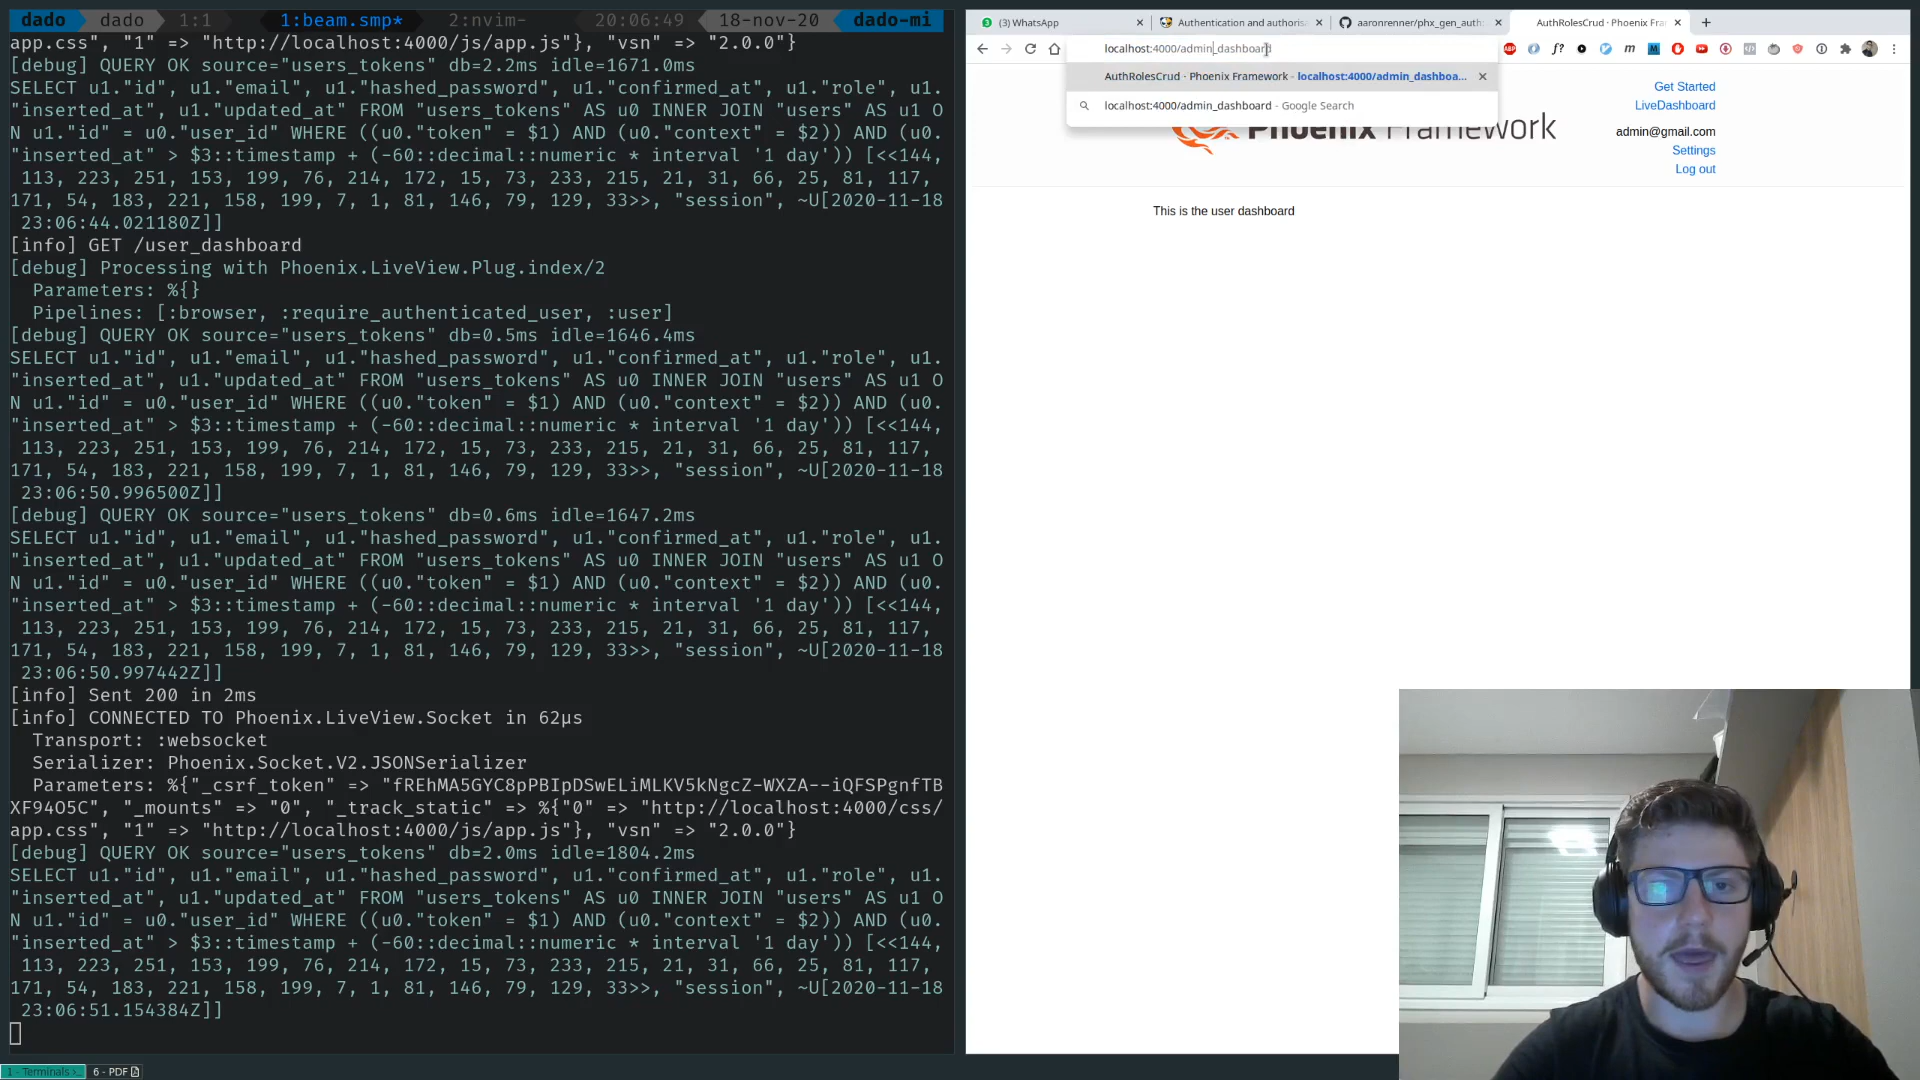 dado dado 1:1 1:beam.smp* 2:nvim- 20:06:49 18-nov-20 dado-mi
app.css", "1" => "http://localhost:4000/js/app.js"}, "vsn" => "2.0.0"}
[debug] QUERY OK source="users_tokens" db=2.2ms idle=1671.0ms
SELECT u1."id", u1."email", u1."hashed_password", u1."confirmed_at", u1."role", u1.
"inserted_at", u1."updated_at" FROM "users_tokens" AS u0 INNER JOIN "users" AS u1 O
N u1."id" = u0."user_id" WHERE ((u0."token" = $1) AND (u0."context" = $2)) AND (u0.
"inserted_at" > $3::timestamp + (-60::decimal::numeric * interval '1 day')) [<<144,
113, 223, 251, 153, 199, 76, 214, 172, 15, 73, 233, 215, 21, 31, 66, 25, 81, 117,
171, 54, 183, 221, 158, 199, 7, 1, 81, 146, 79, 129, 33>>, "session", ~U[2020-11-18
23:06:44.021180Z]]
[info] GET /user_dashboard
[debug] Processing with Phoenix.LiveView.Plug.index/2
Parameters: %{}
Pipelines: [:browser, :require_authenticated_user, :user]
[debug] QUERY OK source="users_tokens" db=0.5ms idle=1646.4ms
SELECT u1."id", u1."email", u1."hashed_password", u1."confirmed_at", u1."role", u1.
"inserted_at", u1."updated_at" FROM "users_tokens" AS u0 INNER JOIN "users" AS u1 O
N u1."id" = u0."user_id" WHERE ((u0."token" = $1) AND (u0."context" = $2)) AND (u0.
"inserted_at" > $3::timestamp + (-60::decimal::numeric * interval '1 day')) [<<144,
113, 223, 251, 153, 199, 76, 214, 172, 15, 73, 233, 215, 21, 31, 66, 25, 81, 117,
171, 54, 183, 221, 158, 199, 7, 1, 81, 146, 79, 129, 33>>, "session", ~U[2020-11-18
23:06:50.996500Z]]
[debug] QUERY OK source="users_tokens" db=0.6ms idle=1647.2ms
SELECT u1."id", u1."email", u1."hashed_password", u1."confirmed_at", u1."role", u1.
"inserted_at", u1."updated_at" FROM "users_tokens" AS u0 INNER JOIN "users" AS u1 O
N u1."id" = u0."user_id" WHERE ((u0."token" = $1) AND (u0."context" = $2)) AND (u0.
"inserted_at" > $3::timestamp + (-60::decimal::numeric * interval '1 day')) [<<144,
113, 223, 251, 153, 199, 76, 214, 172, 15, 73, 233, 215, 21, 31, 66, 25, 81, 117,
171, 54, 183, 221, 158, 199, 7, 1, 81, 146, 79, 129, 33>>, "session", ~U[2020-11-18
23:06:50.997442Z]]
[info] Sent 200 in 2ms
[info] CONNECTED TO Phoenix.LiveView.Socket in 62µs
Transport: :websocket
Serializer: Phoenix.Socket.V2.JSONSerializer
Parameters: %{"_csrf_token" => "fREhMA5GYC8pPBIpDSwELiMLKV5kNgcZ-WXZA--iQFSPgnfTB
XF94O5C", "_mounts" => "0", "_track_static" => %{"0" => "http://localhost:4000/css/
app.css", "1" => "http://localhost:4000/js/app.js"}, "vsn" => "2.0.0"}
[debug] QUERY OK source="users_tokens" db=2.0ms idle=1804.2ms
SELECT u1."id", u1."email", u1."hashed_password", u1."confirmed_at", u1."role", u1.
"inserted_at", u1."updated_at" FROM "users_tokens" AS u0 INNER JOIN "users" AS u1 O
N u1."id" = u0."user_id" WHERE ((u0."token" = $1) AND (u0."context" = $2)) AND (u0.
"inserted_at" > $3::timestamp + (-60::decimal::numeric * interval '1 day')) [<<144,
113, 223, 251, 153, 199, 76, 214, 172, 15, 73, 233, 215, 21, 31, 66, 25, 81, 117,
171, 54, 183, 221, 158, 199, 7, 1, 81, 146, 79, 129, 33>>, "session", ~U[2020-11-18
23:06:51.154384Z]]
1 - Terminals 6 - PDF
(3) WhatsApp Authentication and authoris aaronrenner/phx_gen_auth: AuthRolesCrud · Phoenix Fra
localhost:4000/admin_dashboard
AuthRolesCrud · Phoenix Framework - localhost:4000/admin_dashboa...
localhost:4000/admin_dashboard - Google Search
Phoenix Framework
Get Started
LiveDashboard
admin@gmail.com
Settings
Log out
This is the user dashboard